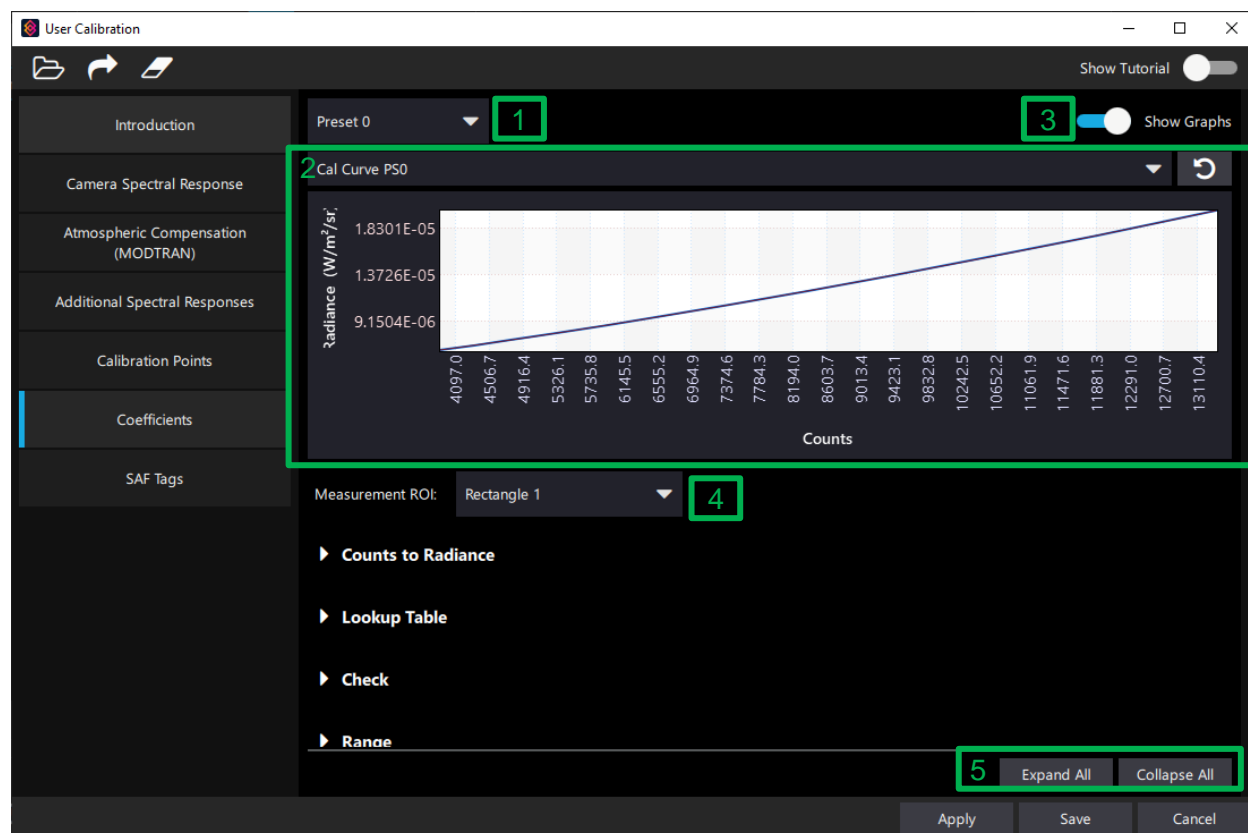 User Calibration
Show Tutorial
Introduction
Camera Spectral Response
Atmospheric Compensation
(MODTRAN)
Additional Spectral Responses
Calibration Points
Coefficients
SAF Tags
Preset 0
1
3
Show Graphs
2
Cal Curve PS0
Radiance (W/m²/sr)
1.8301E-05
1.3726E-05
9.1504E-06
4097.0
4506.7
4916.4
5326.1
5735.8
6145.5
6555.2
6964.9
7374.6
7784.3
8194.0
8603.7
9013.4
9423.1
9832.8
10242.5
10652.2
11061.9
11471.6
11881.3
12291.0
12700.7
13110.4
Counts
Measurement ROI:
Rectangle 1
4
Counts to Radiance
Lookup Table
Check
Range
5
Expand All
Collapse All
Apply
Save
Cancel